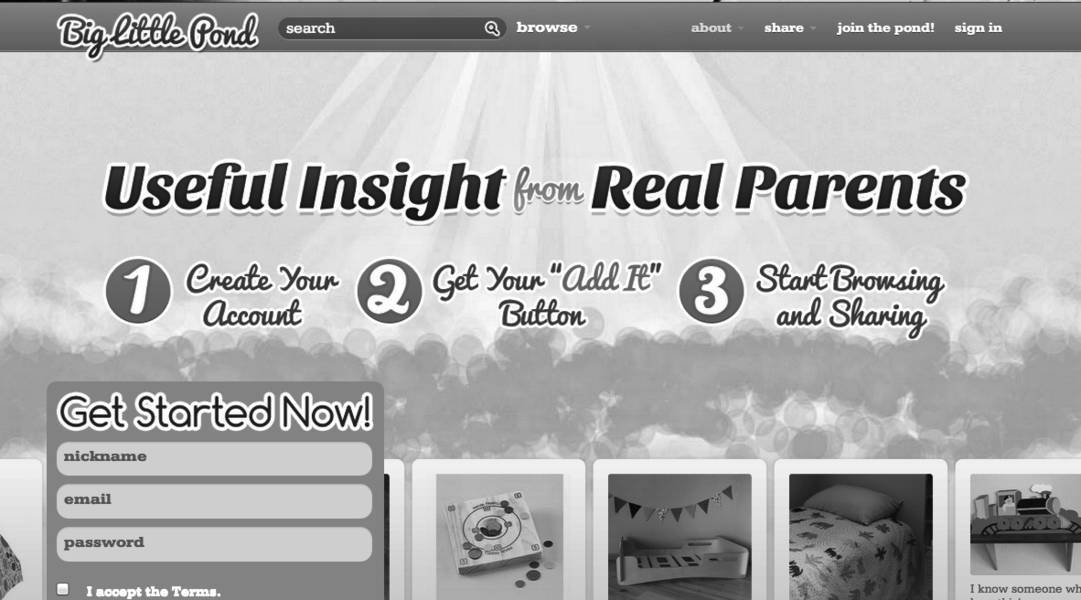 Big Little Pond
search
browse
about
share
join the pond!
sign in
Useful Insight from Real Parents
1 Create Your
Account
2 Get Your "Add It"
Button
3 Start Browsing
and Sharing
Get Started Now!
nickname
email
password
I accept the Terms.
I know someone wh